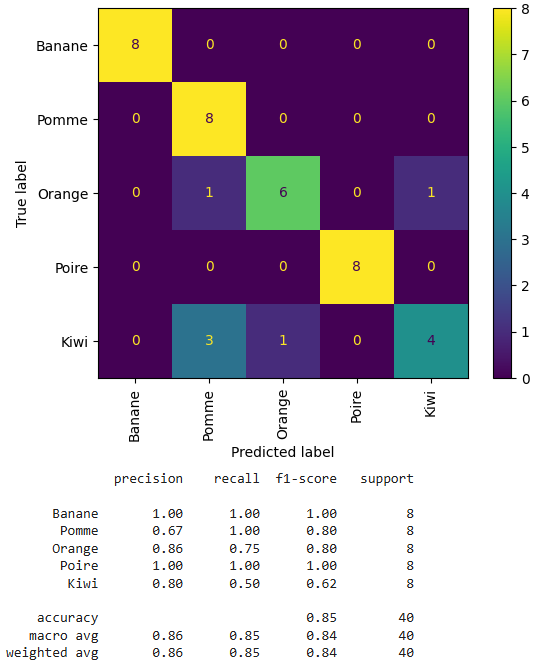 8
Banane 8 0 0 0 0
7
Pomme 0 8 0 0 0
6
5
True label
Orange 0 1 6 0 1
4
3
Poire 0 0 0 8 0
2
Kiwi 0 3 1 0 4
1
0
Banane Pomme Orange Poire Kiwi
Predicted label
precision recall f1-score support
Banane 1.00 1.00 1.00 8
Pomme 0.67 1.00 0.80 8
Orange 0.86 0.75 0.80 8
Poire 1.00 1.00 1.00 8
Kiwi 0.80 0.50 0.62 8
accuracy 0.85 40
macro avg 0.86 0.85 0.84 40
weighted avg 0.86 0.85 0.84 40